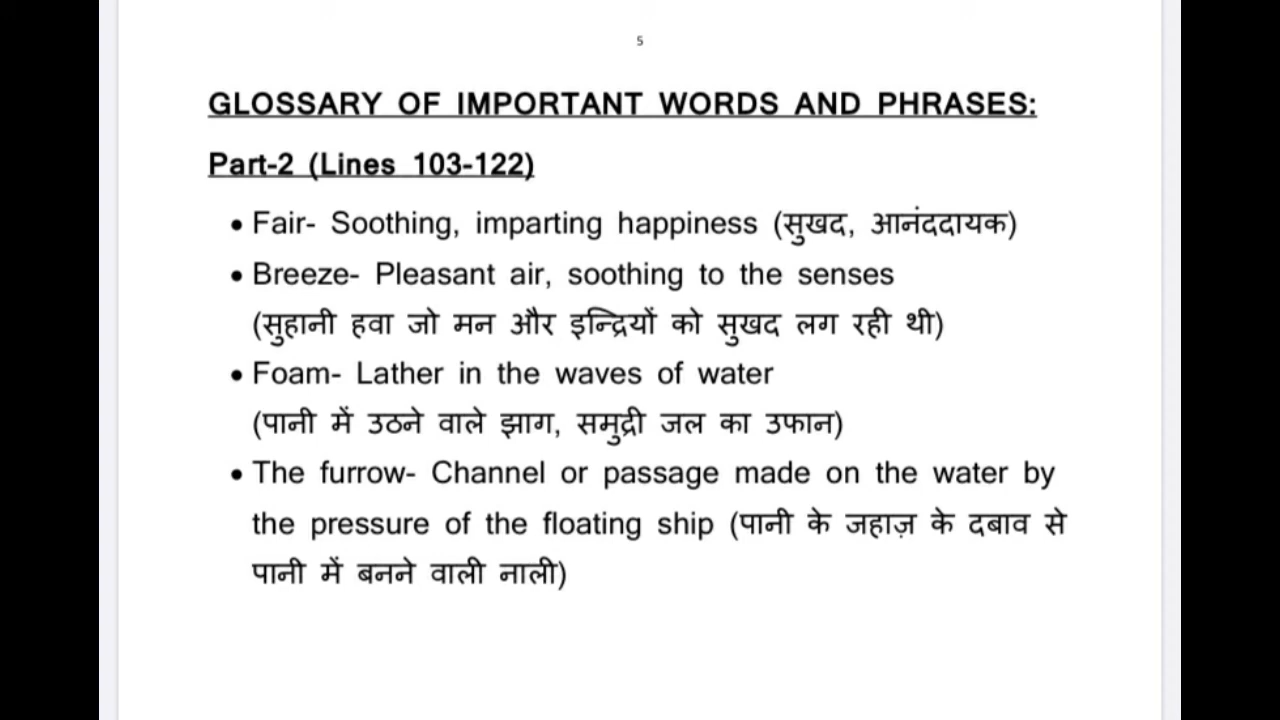 5
GLOSSARY OF IMPORTANT WORDS AND PHRASES:
Part-2 (Lines 103-122)
• Fair- Soothing, imparting happiness (सुखद, आनंददायक)
• Breeze- Pleasant air, soothing to the senses
(सुहानी हवा जो मन और इन्द्रियों को सुखद लग रही थी)
• Foam- Lather in the waves of water
(पानी में उठने वाले झाग, समुद्री जल का उफान)
• The furrow- Channel or passage made on the water by
the pressure of the floating ship (पानी के जहाज़ के दबाव से
पानी में बनने वाली नाली)